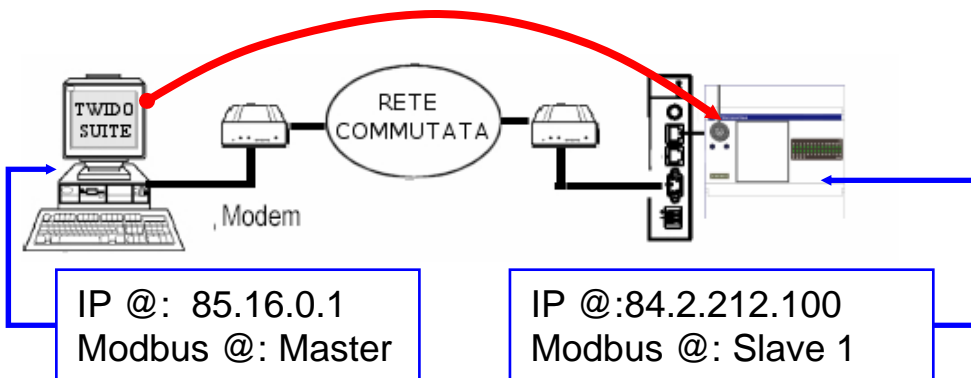 TWIDO
SUITE
RETE
COMMUTATA
, Modem
IP @: 85.16.0.1
Modbus @: Master
IP @:84.2.212.100
Modbus @: Slave 1